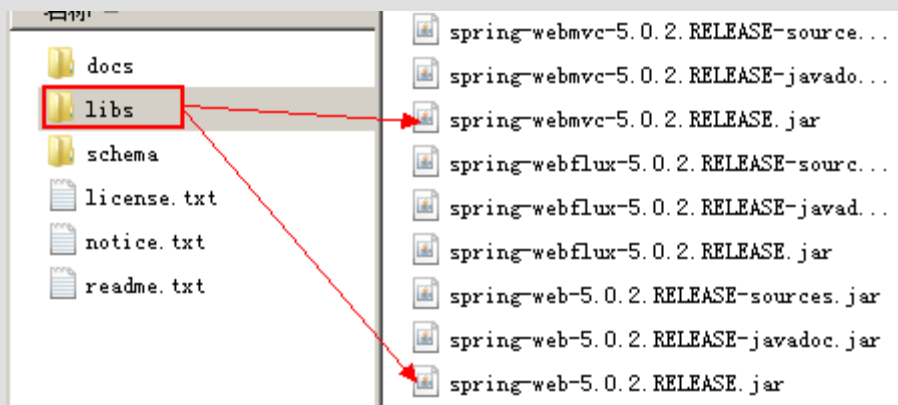 名称
docs
libs
schema
license.txt
notice.txt
readme.txt
spring-webmvc-5.0.2.RELEASE-source...
spring-webmvc-5.0.2.RELEASE-javado...
spring-webmvc-5.0.2.RELEASE.jar
spring-webflux-5.0.2.RELEASE-sourc...
spring-webflux-5.0.2.RELEASE-javad...
spring-webflux-5.0.2.RELEASE.jar
spring-web-5.0.2.RELEASE-sources.jar
spring-web-5.0.2.RELEASE-javadoc.jar
spring-web-5.0.2.RELEASE.jar